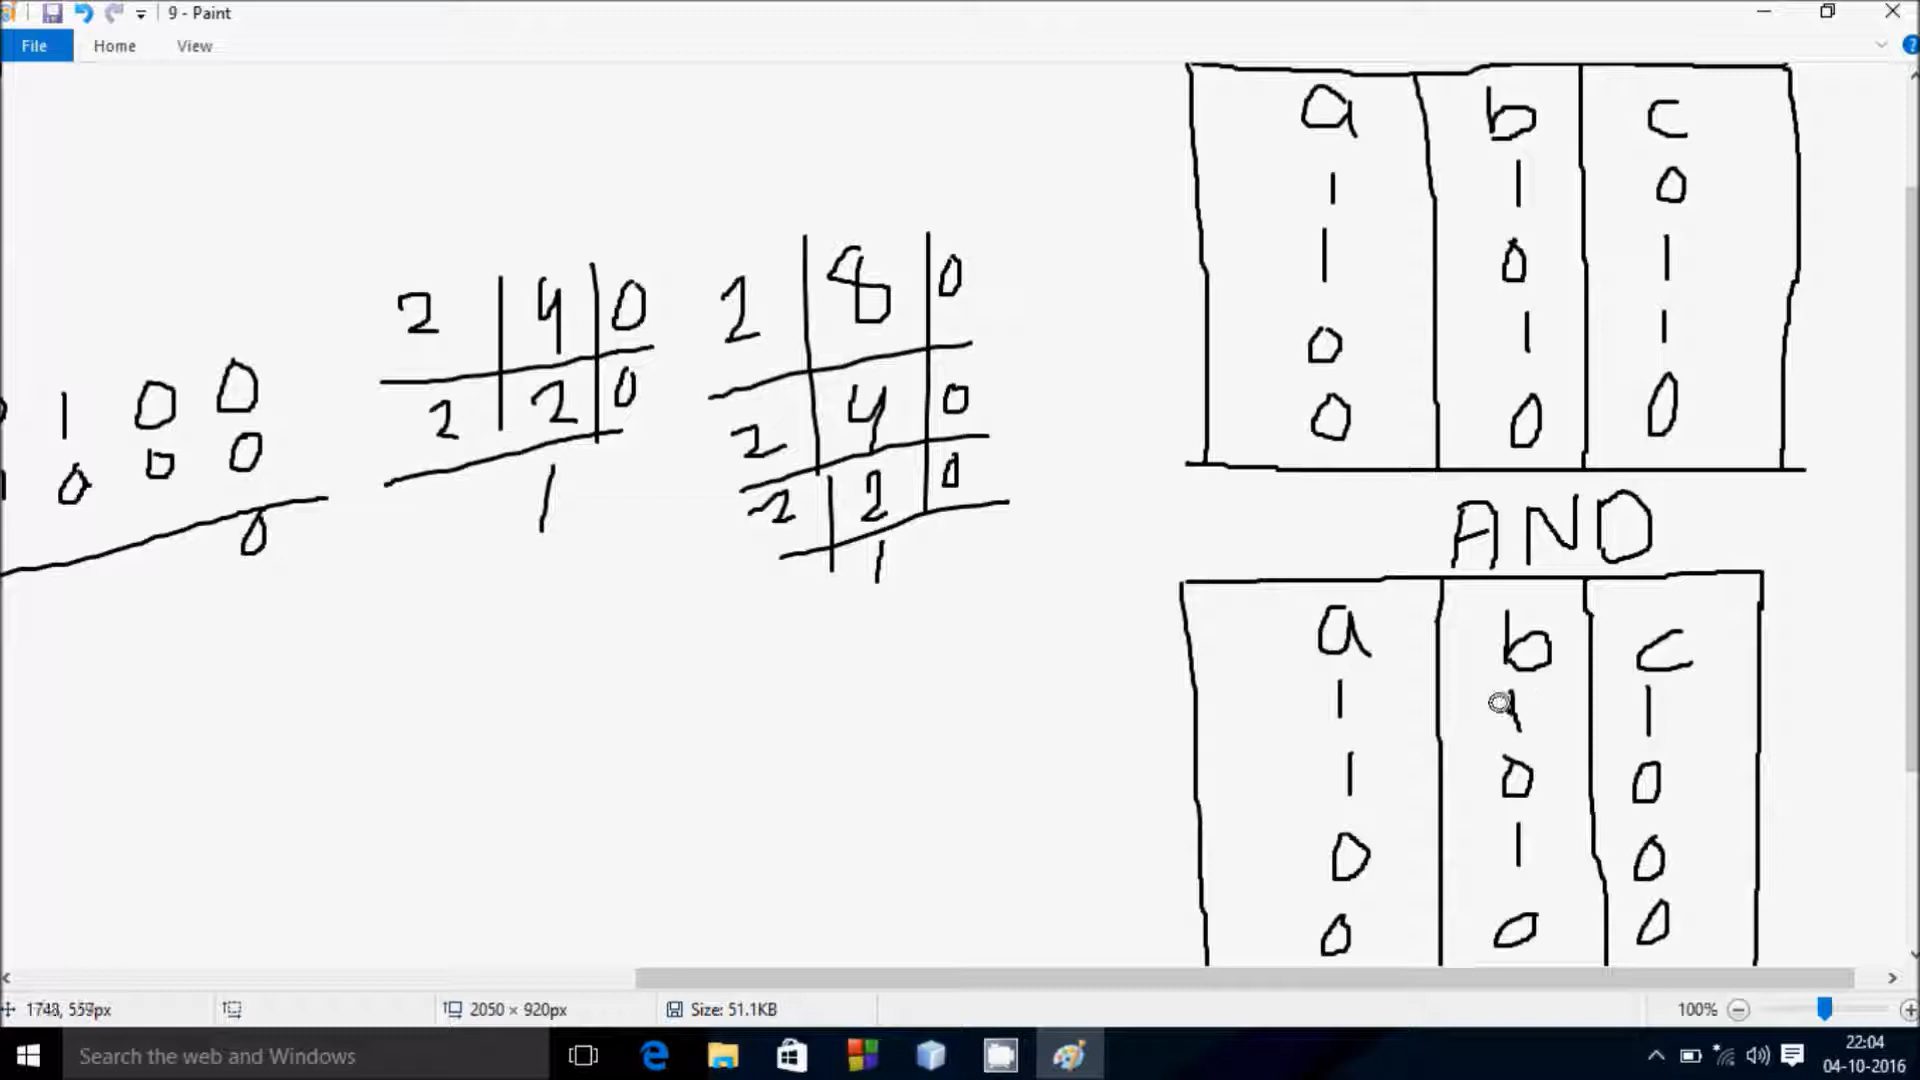 9 - Paint
File Home View
1 0 0
0 0 0
0
2 4 0
2 2 0
1
2 8 0
2 4 0
2 2 0
1
a b c
1 1 0
1 0 1
0 1 1
0 0 0
AND
a b c
1 1 1
1 0 0
0 1 0
0 0 0
1748, 559px 2050 × 920px Size: 51.1KB 100%
Search the web and Windows
22:04
04-10-2016